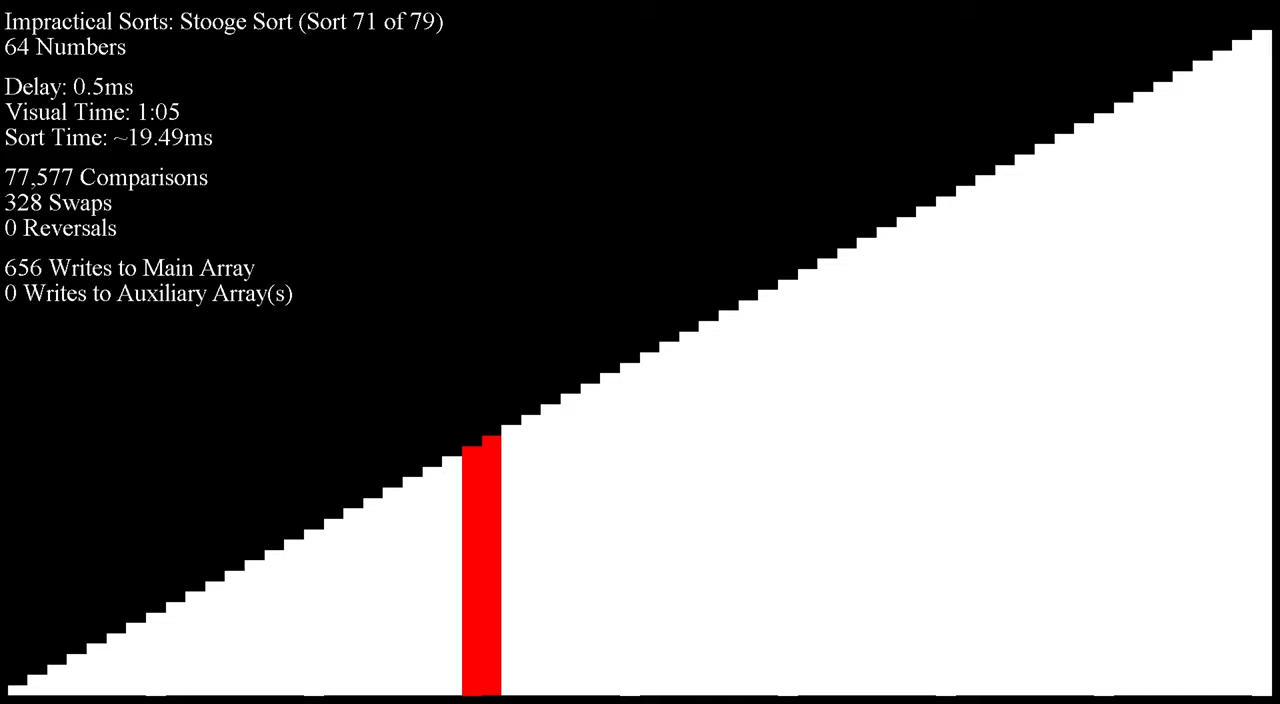 Impractical Sorts: Stooge Sort (Sort 71 of 79)
64 Numbers
Delay: 0.5ms
Visual Time: 1:05
Sort Time: ~19.49ms
77,577 Comparisons
328 Swaps
0 Reversals
656 Writes to Main Array
0 Writes to Auxiliary Array(s)